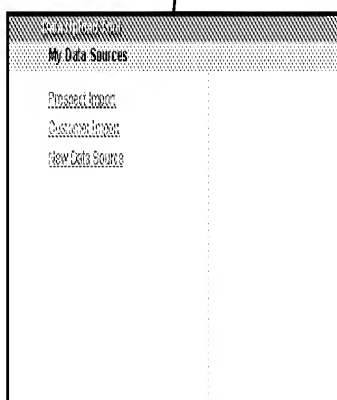 My Data Sources
Prospect Import
Customer Import
New Data Source